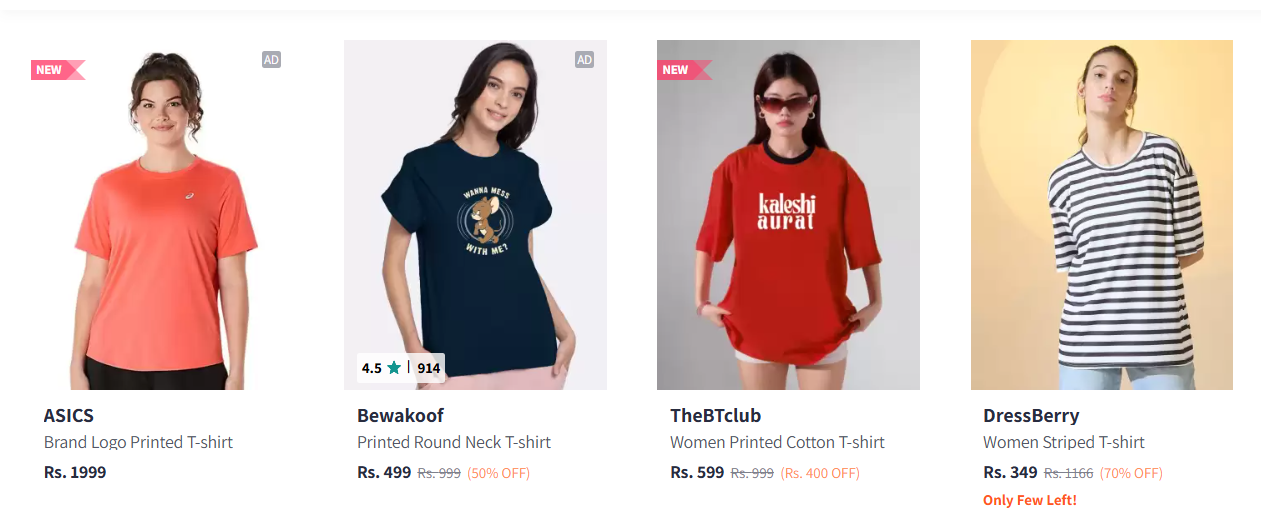 NEW
AD
AD
WANNA MESS
WITH ME?
4.5 ★ | 914
NEW
kaleshi
aurat
ASICS
Brand Logo Printed T-shirt
Rs. 1999
Bewakoof
Printed Round Neck T-shirt
Rs. 499 Rs. 999 (50% OFF)
TheBTclub
Women Printed Cotton T-shirt
Rs. 599 Rs. 999 (Rs. 400 OFF)
DressBerry
Women Striped T-shirt
Rs. 349 Rs. 1166 (70% OFF)
Only Few Left!